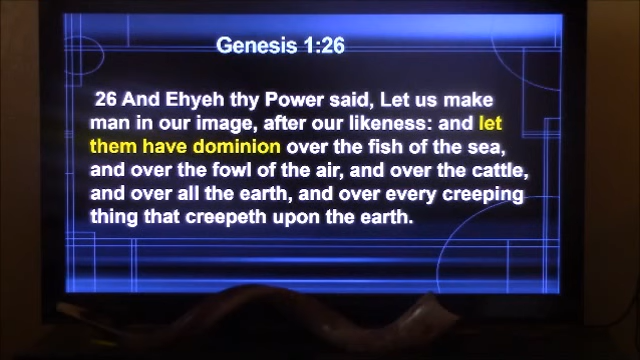 Genesis 1:26
26 And Ehyeh thy Power said, Let us make
man in our image, after our likeness: and let
them have dominion over the fish of the sea,
and over the fowl of the air, and over the cattle,
and over all the earth, and over every creeping
thing that creepeth upon the earth.